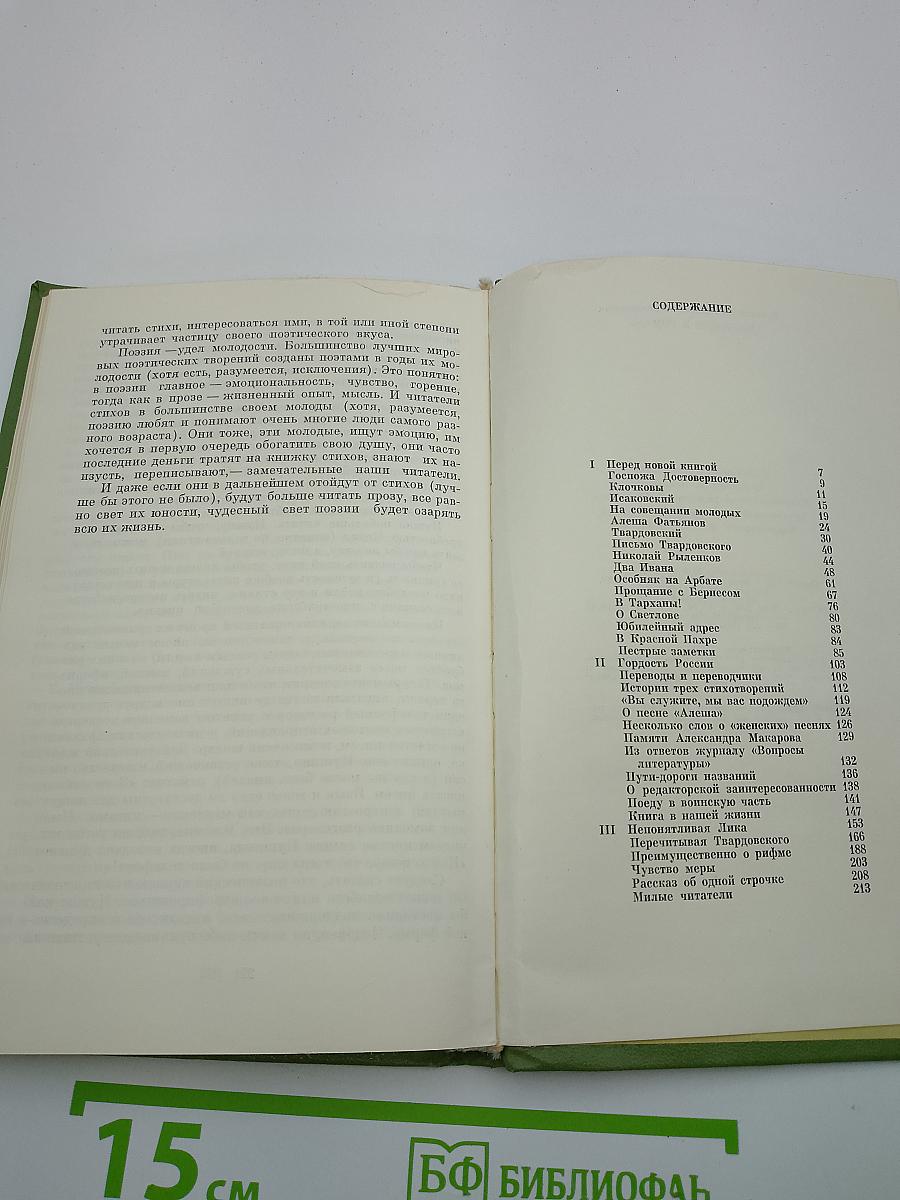 читать стихи, интересоваться ими, в той или иной степени
утрачивает частицу своего поэтического вкуса.
Поэзия — удел молодости. Большинство лучших миро-
вых поэтических творений созданы поэтами в годы их мо-
лодости (хотя есть, разумеется, исключения). Это понятно:
в поэзии главное — эмоциональность, чувство, горение,
тогда как в прозе — жизненный опыт, мысль. И читатели
стихов в большинстве своем молоды (хотя, разумеется,
поэзию любят и понимают очень многие люди самого раз-
ного возраста). Они тоже, эти молодые, ищут эмоцию, им
хочется в первую очередь обогатить свою душу, они часто
последние деньги тратят на книжку стихов, знают их на-
изусть, переписывают,— замечательные наши читатели.
И даже если они в дальнейшем отойдут от стихов (луч-
ше бы этого не было), будут больше читать прозу, все рав-
но свет их юности, чудесный свет поэзии будет озарять
всю их жизнь.
СОДЕРЖАНИЕ
I Перед новой книгой 7
Госпожа Достоверность 9
Клочковы 11
Исаковский 15
На совещании молодых 19
Алеша Фатьянов 24
Твардовский 30
Письмо Твардовского 40
Николай Рыленков 44
Два Ивана 48
Особняк на Арбате 61
Прощание с Бернесом 67
В Тарханы! 76
О Светлове 80
Юбилейный адрес 83
В Красной Пахре 84
Пестрые заметки 85
II Гордость России 103
Переводы и переводчики 108
Истории трех стихотворений 112
«Вы служите, мы вас подождем» 119
О песне «Алеша» 124
Несколько слов о «женских» песнях 126
Памяти Александра Макарова 129
Из ответов журналу «Вопросы
литературы» 132
Пути-дороги названий 136
О редакторской заинтересованности 138
Поеду в воинскую часть 141
Книга в нашей жизни 147
III Непонятливая Лика 153
Перечитывая Твардовского 166
Преимущественно о рифме 188
Чувство меры 203
Рассказ об одной строчке 208
Милые читатели 213
15 см
БФ БИБЛИОФАЬ